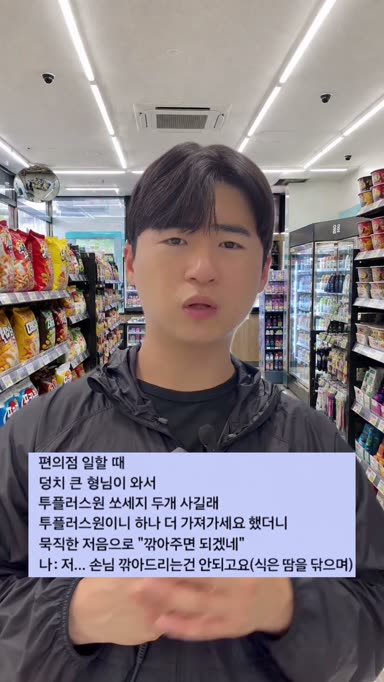 편의점 일할 때
덩치 큰 형님이 와서
투플러스원 쏘세지 두개 사길래
투플러스원이니 하나 더 가져가세요 했더니
묵직한 저음으로 "깎아주면 되겠네"
나 : 저... 손님 깎아드리는건 안되고요(식은 땀을 닦으며)